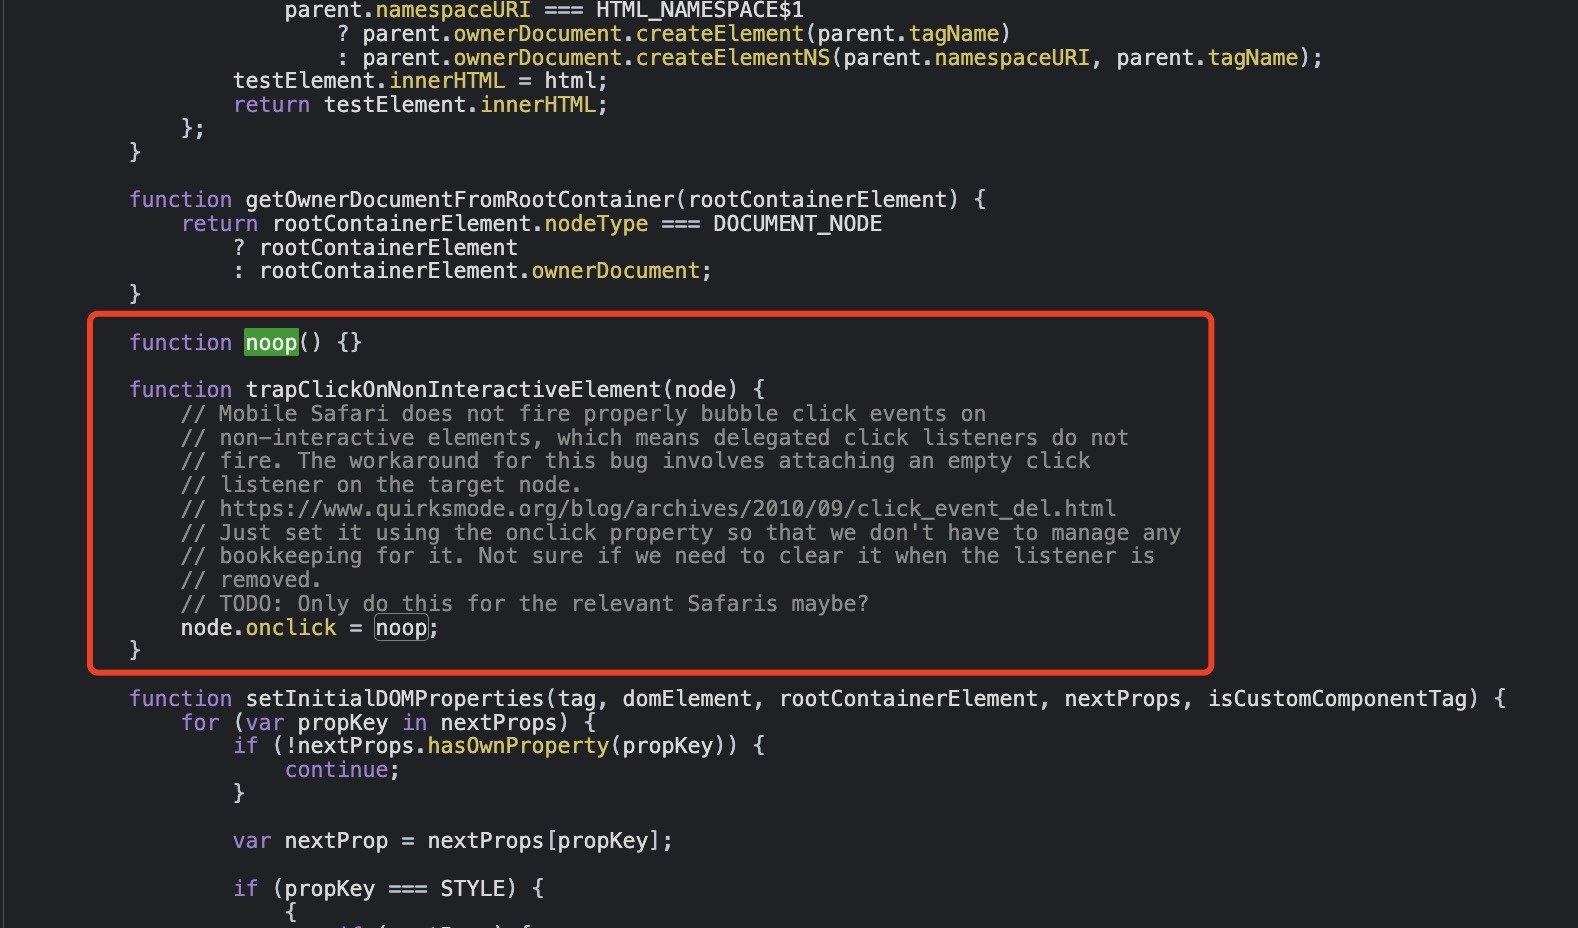 parent.namespaceURI === HTML_NAMESPACE$1
? parent.ownerDocument.createElement(parent.tagName)
: parent.ownerDocument.createElementNS(parent.namespaceURI, parent.tagName);
testElement.innerHTML = html;
return testElement.innerHTML;
};
}
function getOwnerDocumentFromRootContainer(rootContainerElement) {
return rootContainerElement.nodeType === DOCUMENT_NODE
? rootContainerElement
: rootContainerElement.ownerDocument;
}
function noop() {}
function trapClickOnNonInteractiveElement(node) {
// Mobile Safari does not fire properly bubble click events on
// non-interactive elements, which means delegated click listeners do not
// fire. The workaround for this bug involves attaching an empty click
// listener on the target node.
// https://www.quirksmode.org/blog/archives/2010/09/click_event_del.html
// Just set it using the onclick property so that we don't have to manage any
// bookkeeping for it. Not sure if we need to clear it when the listener is
// removed.
// TODO: Only do this for the relevant Safaris maybe?
node.onclick = noop;
}
function setInitialDOMProperties(tag, domElement, rootContainerElement, nextProps, isCustomComponentTag) {
for (var propKey in nextProps) {
if (!nextProps.hasOwnProperty(propKey)) {
continue;
}
var nextProp = nextProps[propKey];
if (propKey === STYLE) {
{